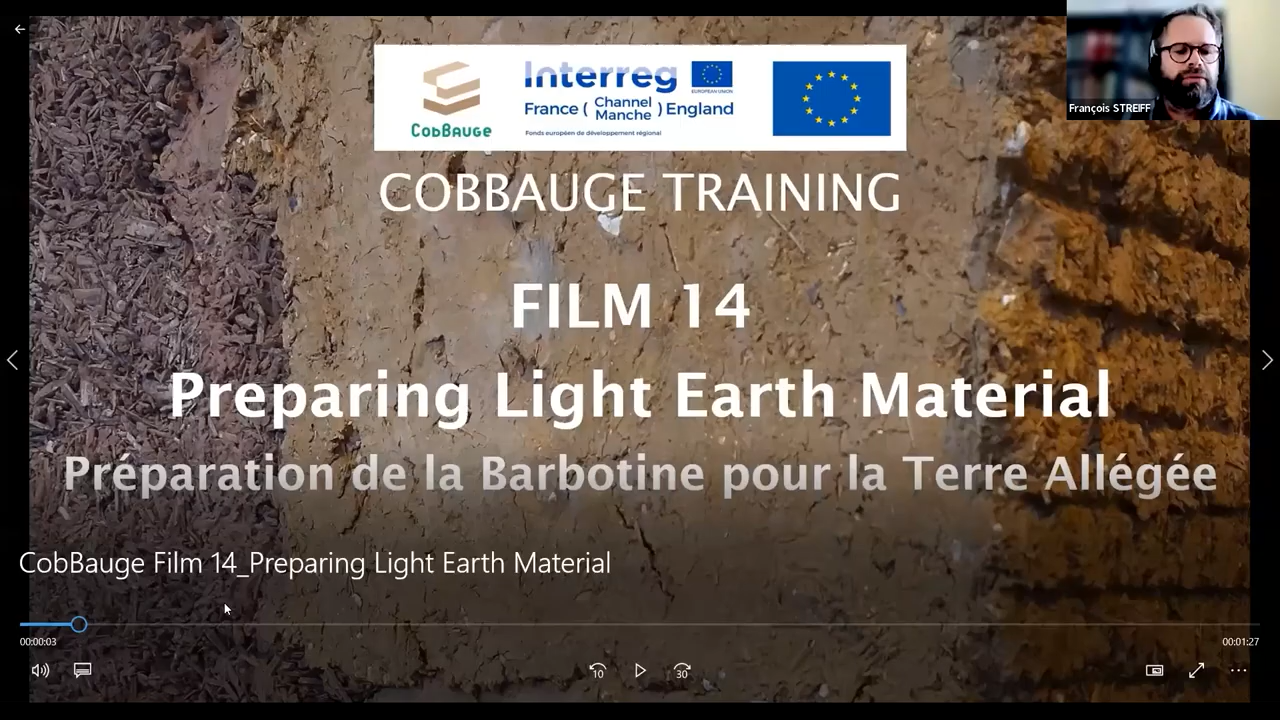 CobBauge
Interreg
EUROPEAN UNION
France ( Channel Manche ) England
Fonds européen de développement régional
François STREIFF
COBBAUGE TRAINING
FILM 14
Preparing Light Earth Material
Préparation de la Barbotine pour la Terre Allégée
CobBauge Film 14_Preparing Light Earth Material
00:00:03
00:01:27
10
30